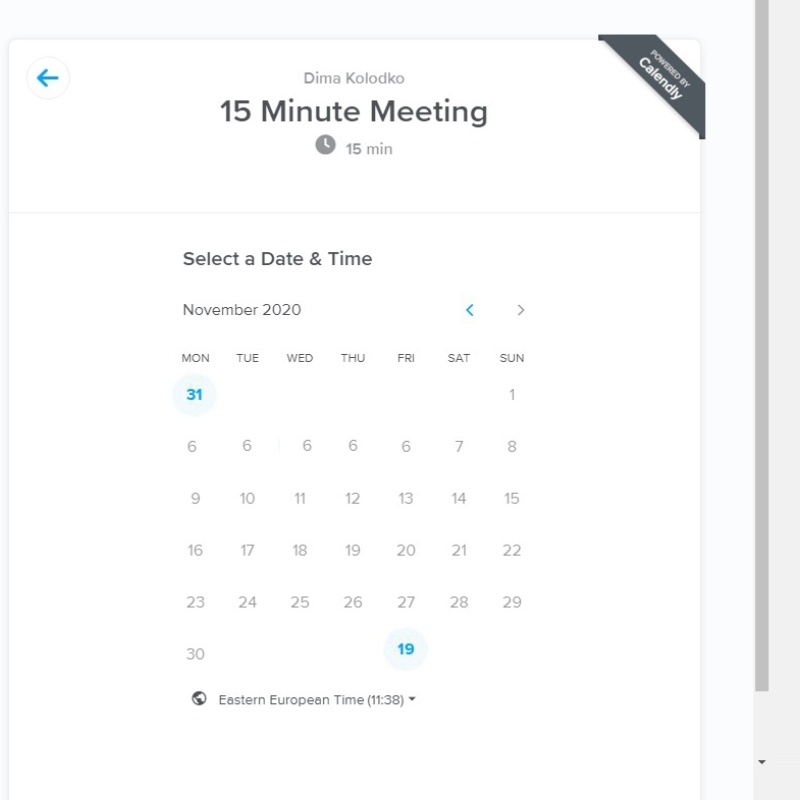 POWERED BY
Calendly
Dima Kolodko
15 Minute Meeting
15 min
Select a Date & Time
November 2020
MON TUE WED THU FRI SAT SUN
31 1
6 6 6 6 6 7 8
9 10 11 12 13 14 15
16 17 18 19 20 21 22
23 24 25 26 27 28 29
30 19
Eastern European Time (11:38)